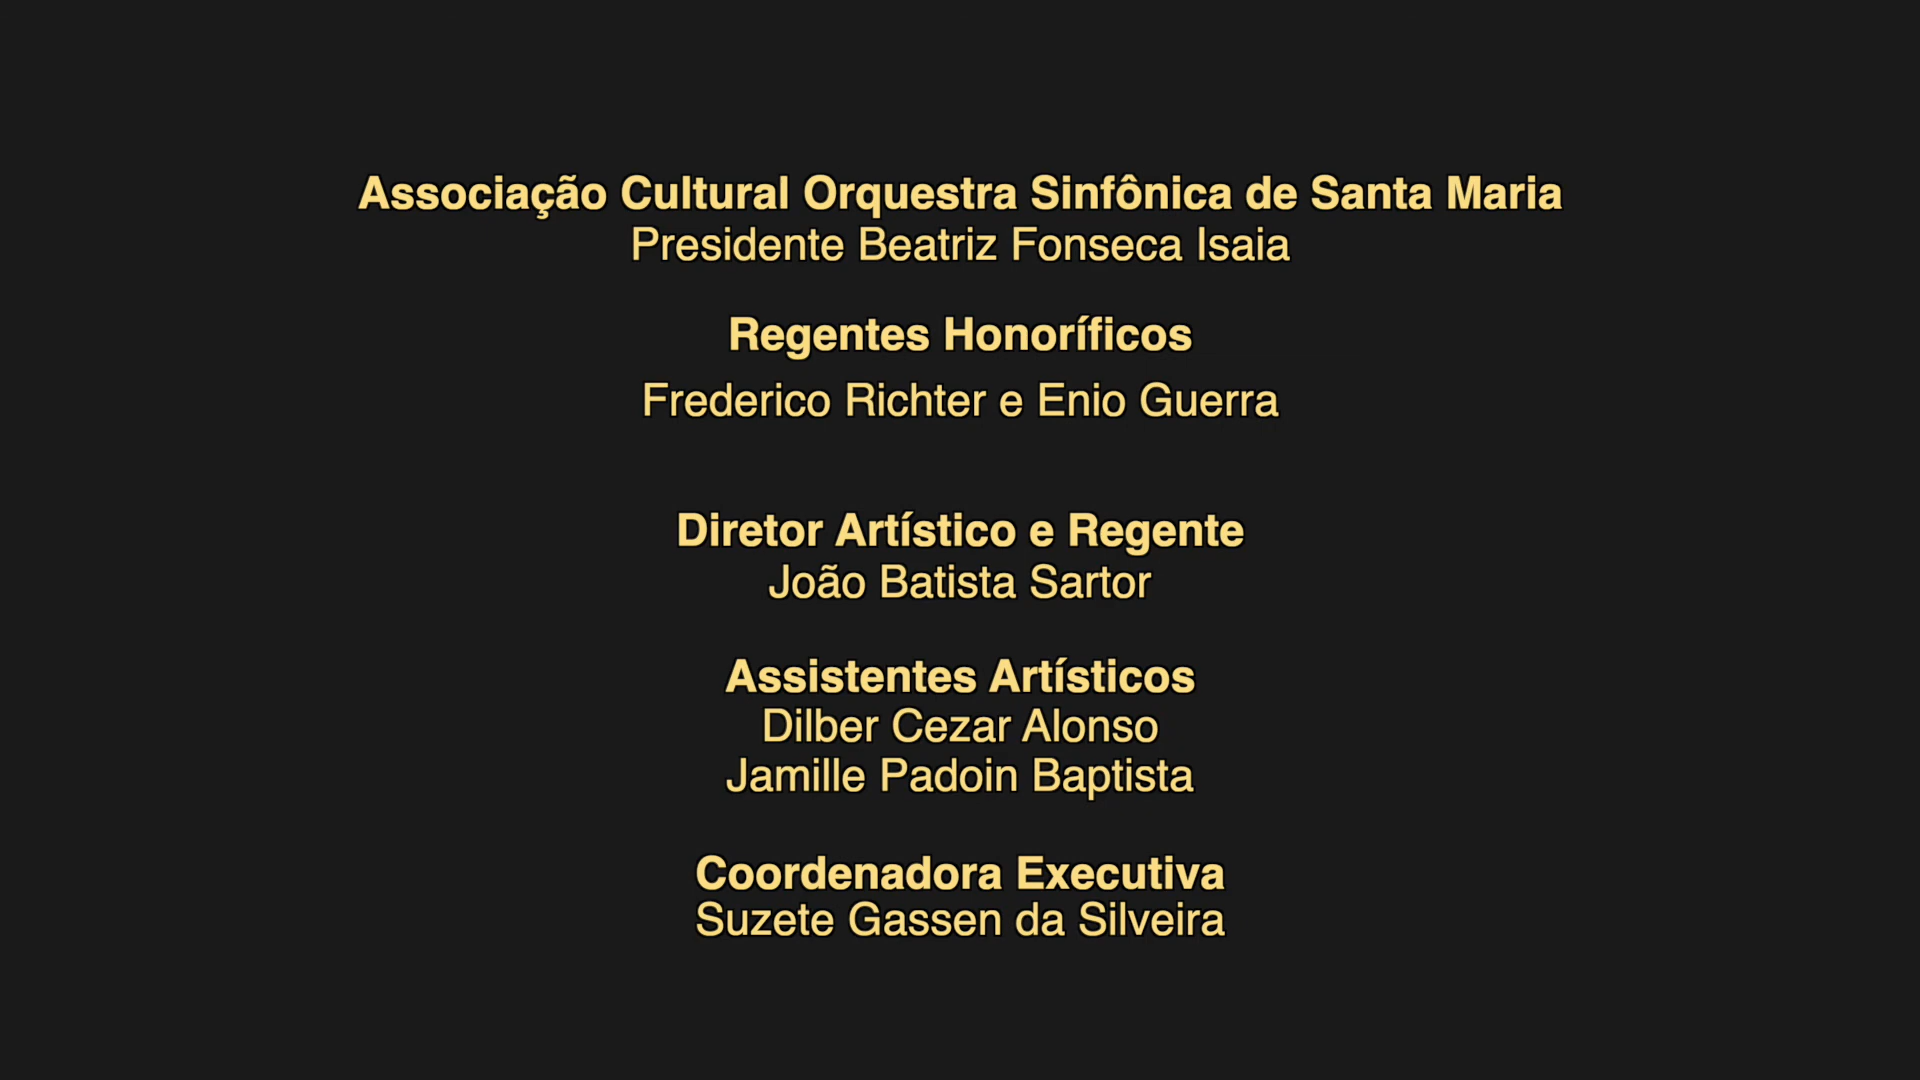 Associação Cultural Orquestra Sinfônica de Santa Maria
Presidente Beatriz Fonseca Isaia
Regentes Honoríficos
Frederico Richter e Enio Guerra
Diretor Artístico e Regente
João Batista Sartor
Assistentes Artísticos
Dilber Cezar Alonso
Jamille Padoin Baptista
Coordenadora Executiva
Suzete Gassen da Silveira